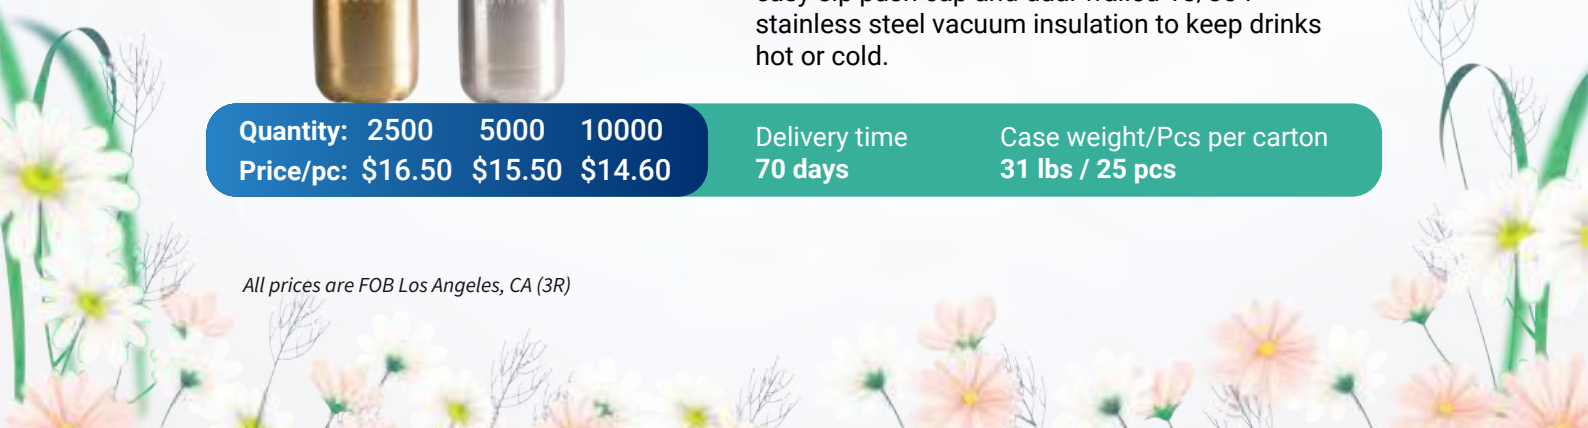 stainless steel vacuum insulation to keep drinks
hot or cold.
Quantity: 2500 5000 10000
Price/pc: $16.50 $15.50 $14.60
Delivery time
70 days
Case weight/Pcs per carton
31 lbs / 25 pcs
All prices are FOB Los Angeles, CA (3R)